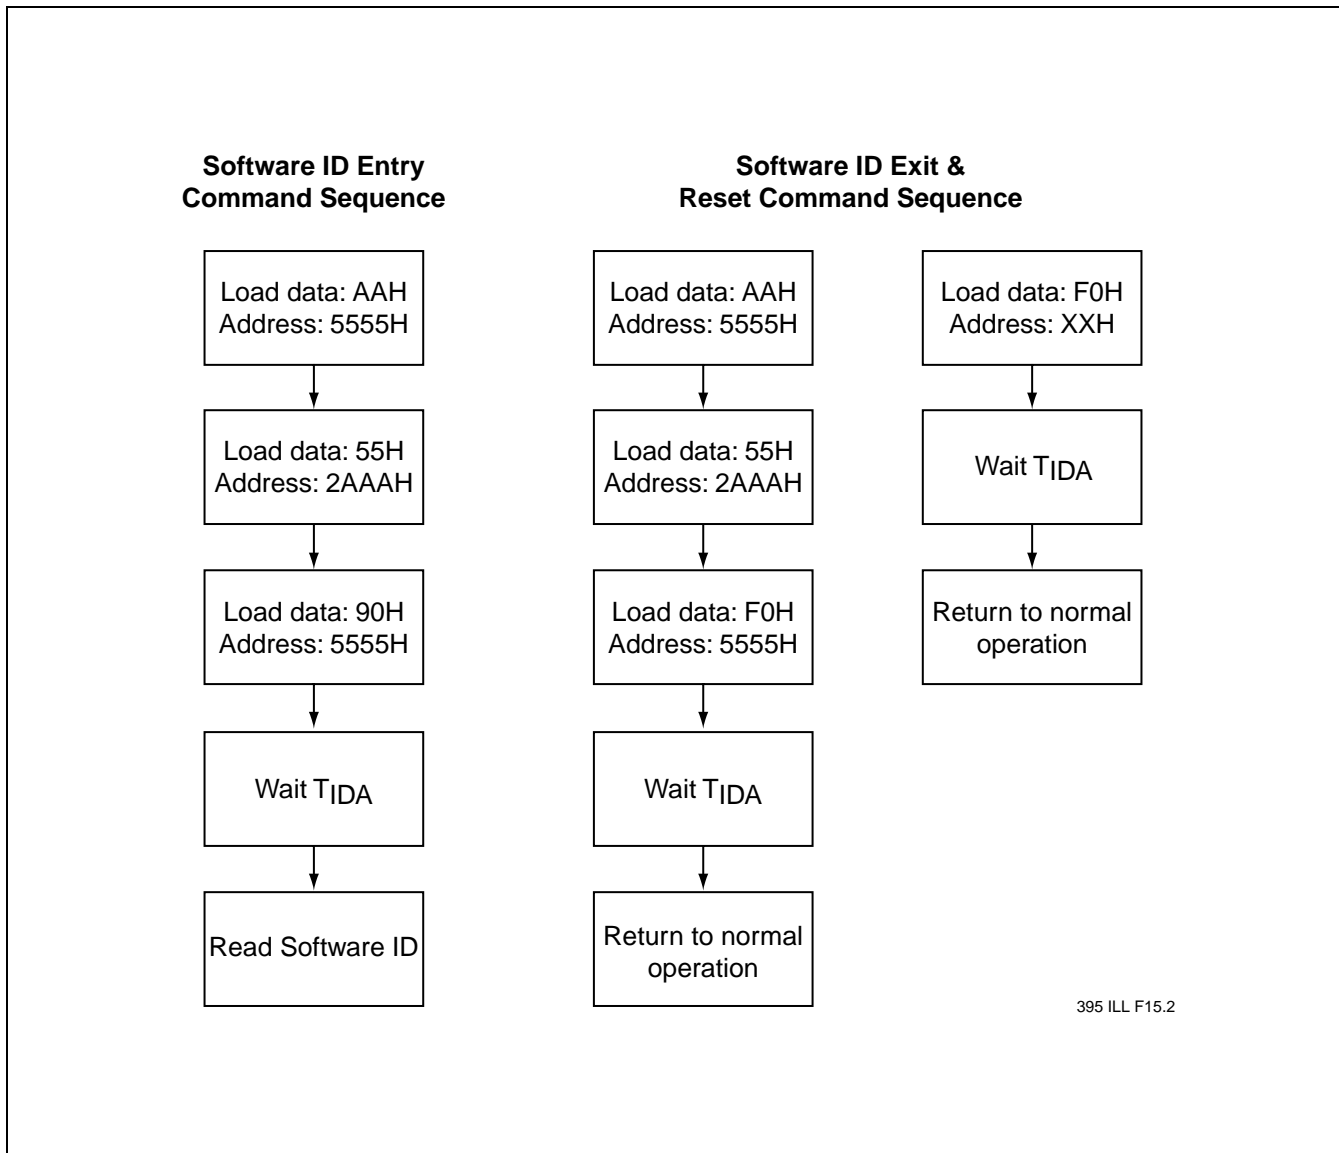 Software ID Entry
Command Sequence
Load data: AAH
Address: 5555H
Load data: 55H
Address: 2AAAH
Load data: 90H
Address: 5555H
Wait TIDA
Read Software ID
Software ID Exit &
Reset Command Sequence
Load data: AAH
Address: 5555H
Load data: 55H
Address: 2AAAH
Load data: F0H
Address: 5555H
Wait TIDA
Return to normal
operation
Load data: F0H
Address: XXH
Wait TIDA
Return to normal
operation
395 ILL F15.2